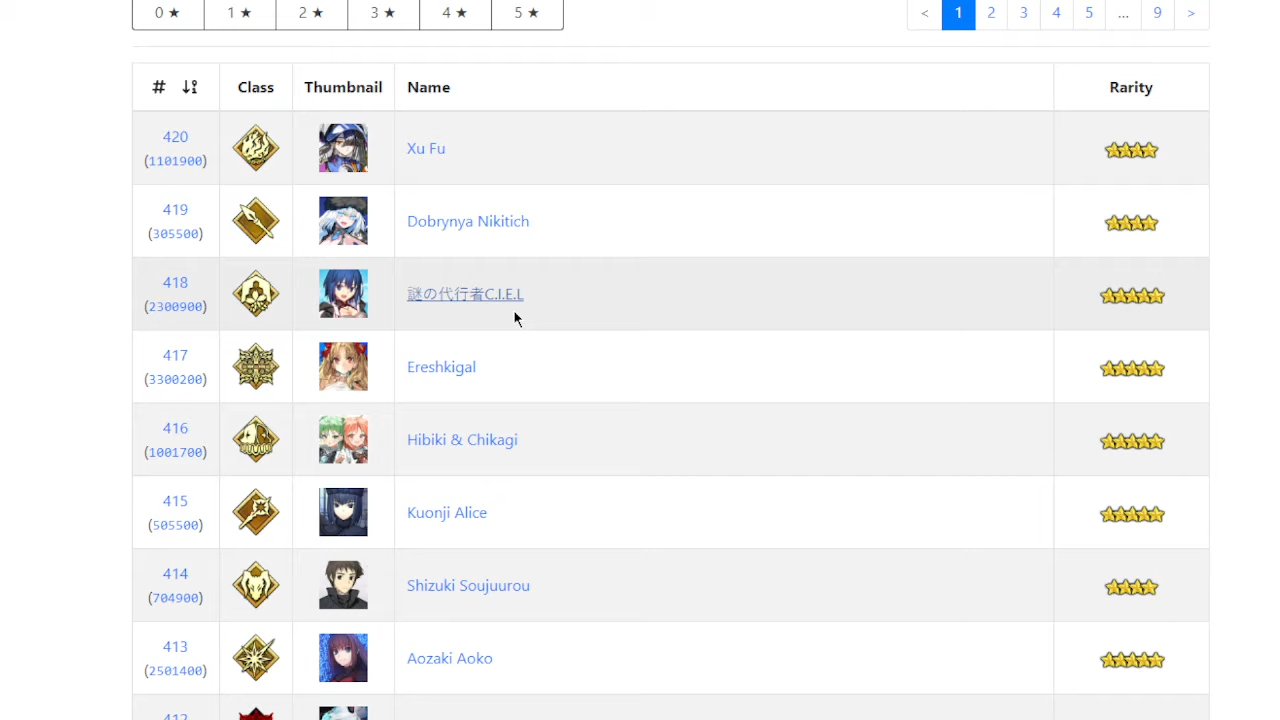 0 ★ 1 ★ 2 ★ 3 ★ 4 ★ 5 ★ < 1 2 3 4 5 ... 9 >
# Class Thumbnail Name Rarity
420
(1101900)
Xu Fu
419
(305500)
Dobrynya Nikitich
418
(2300900)
謎の代行者C.I.E.L
417
(3300200)
Ereshkigal
416
(1001700)
Hibiki & Chikagi
415
(505500)
Kuonji Alice
414
(704900)
Shizuki Soujuurou
413
(2501400)
Aozaki Aoko
412